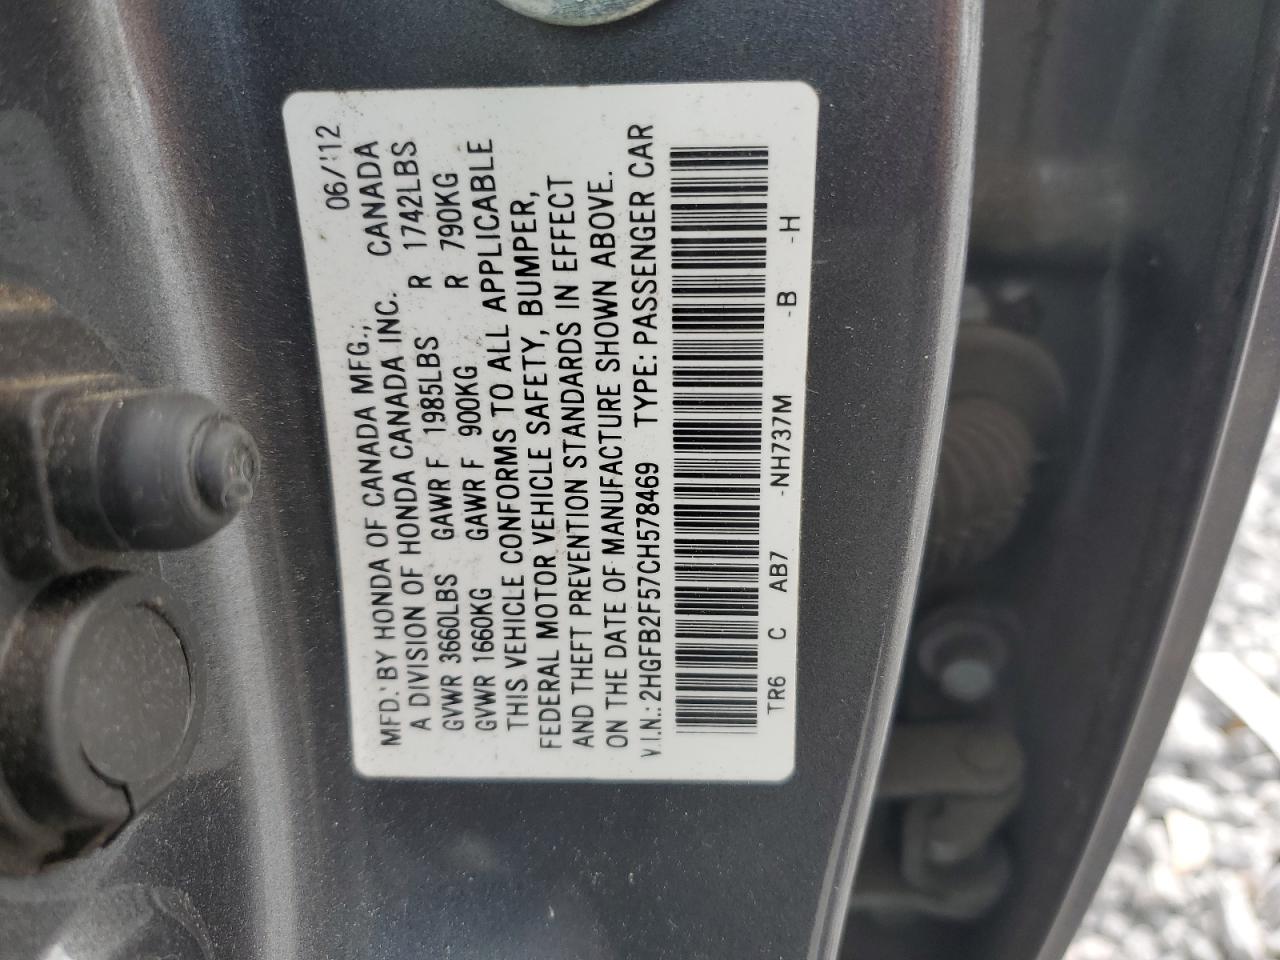 06/12
MFD. BY HONDA OF CANADA MFG.,
A DIVISION OF HONDA CANADA INC. CANADA
GVWR 3660LBS GAWR F 1985LBS R 1742LBS
GVWR 1660KG GAWR F 900KG R 790KG
THIS VEHICLE CONFORMS TO ALL APPLICABLE
FEDERAL MOTOR VEHICLE SAFETY, BUMPER,
AND THEFT PREVENTION STANDARDS IN EFFECT
ON THE DATE OF MANUFACTURE SHOWN ABOVE.
V.I.N.: 2HGFB2F57CH578469 TYPE: PASSENGER CAR
TR6 C AB7 -NH737M -B -H